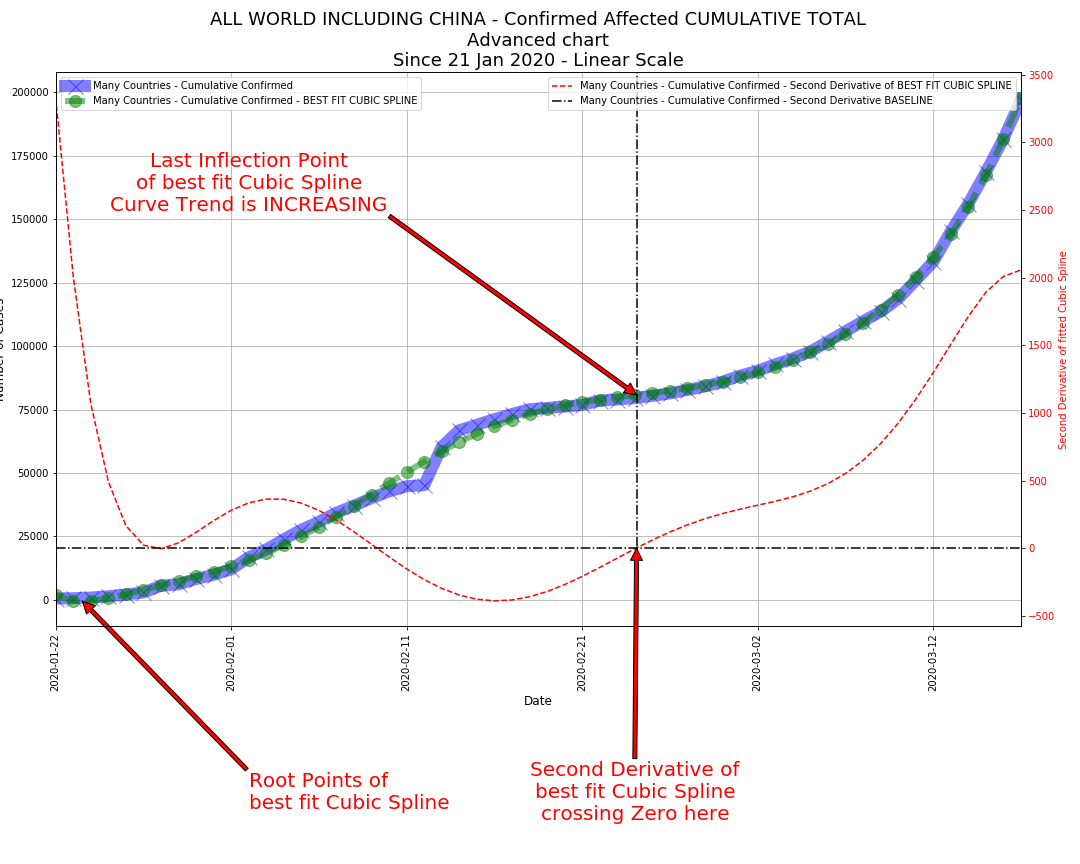 ALL WORLD INCLUDING CHINA - Confirmed Affected CUMULATIVE TOTAL
Advanced chart
Since 21 Jan 2020 - Linear Scale
Many Countries - Cumulative Confirmed
Many Countries - Cumulative Confirmed - BEST FIT CUBIC SPLINE
Many Countries - Cumulative Confirmed - Second Derivative of BEST FIT CUBIC SPLINE
Many Countries - Cumulative Confirmed - Second Derivative BASELINE
200000
175000
150000
125000
100000
75000
50000
25000
0
Last Inflection Point
of best fit Cubic Spline
Curve Trend is INCREASING
3500
3000
2500
2000
1500
1000
500
0
−500
Second Derivative of fitted Cubic Spline
2020-01-22
2020-02-01
2020-02-11
2020-02-21
2020-03-02
2020-03-12
Date
Root Points of
best fit Cubic Spline
Second Derivative of
best fit Cubic Spline
crossing Zero here